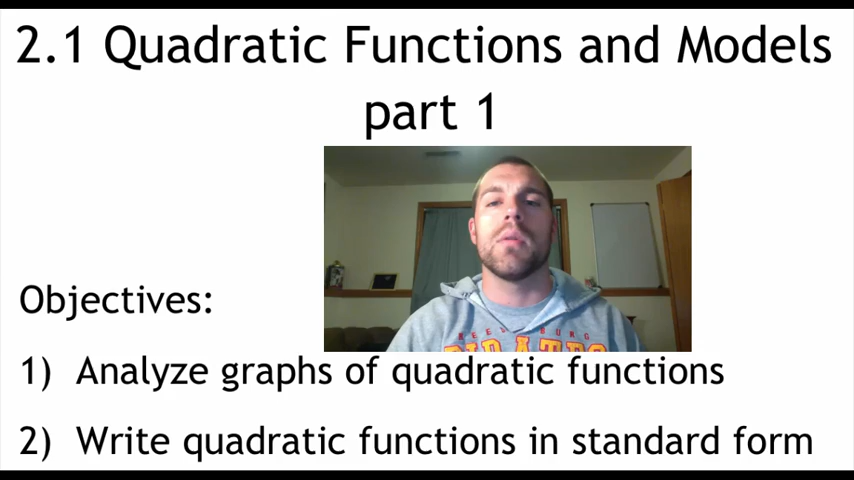 2.1 Quadratic Functions and Models
part 1
Objectives:
1) Analyze graphs of quadratic functions
2) Write quadratic functions in standard form